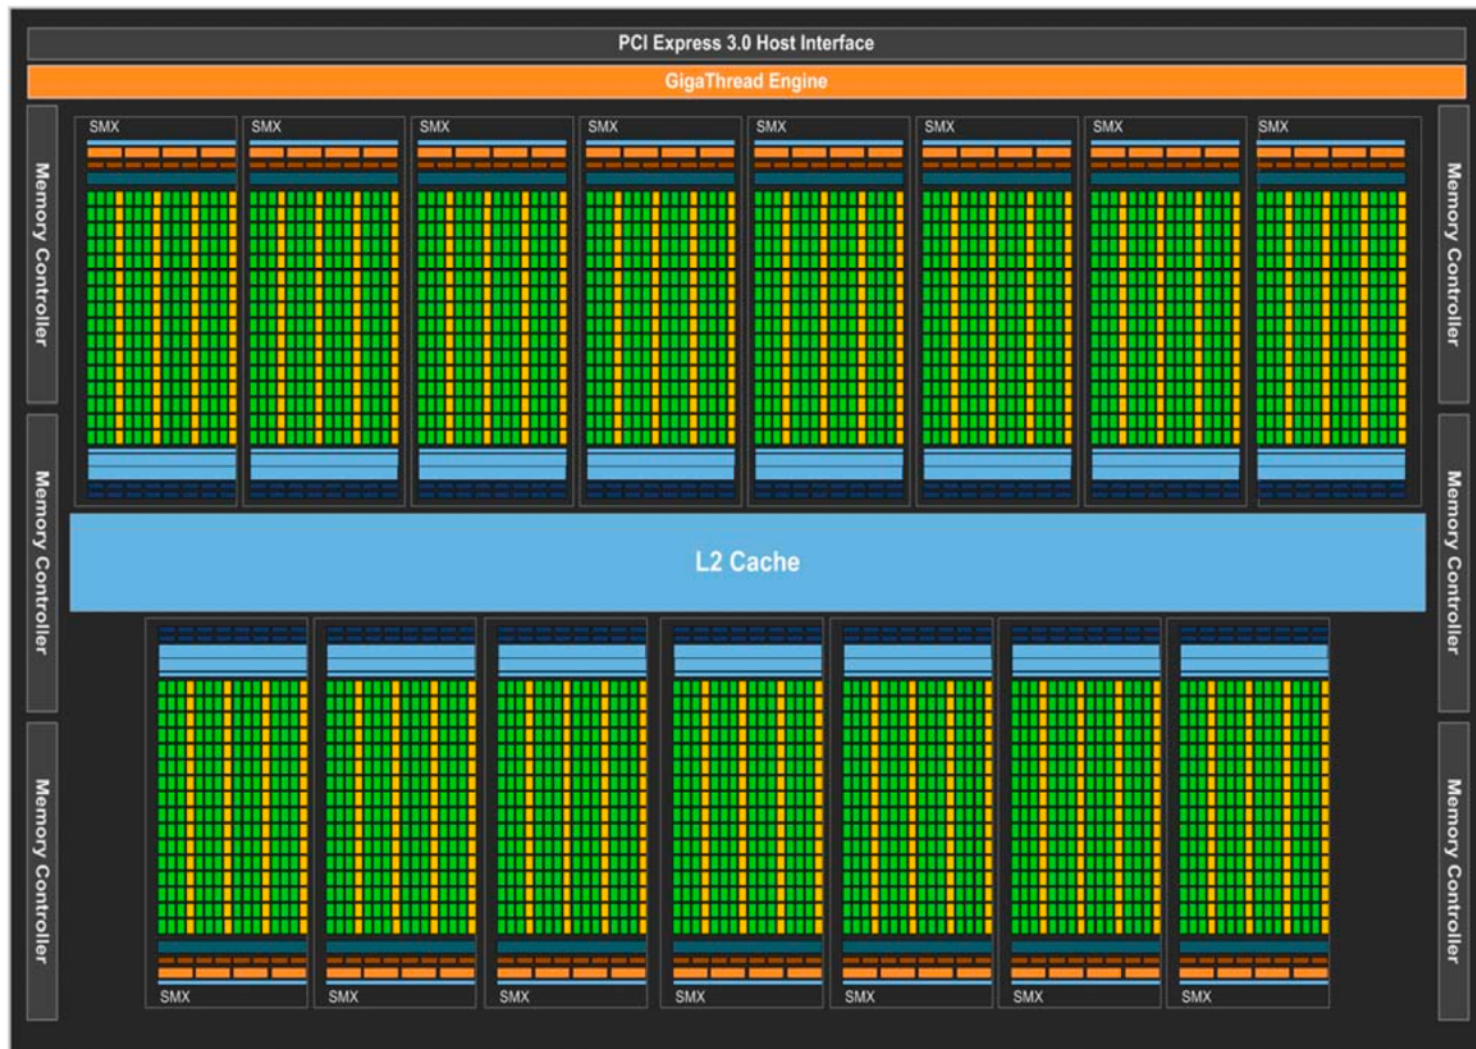 PCI Express 3.0 Host Interface
GigaThread Engine
SMX SMX SMX SMX SMX SMX SMX SMX
Memory Controller
Memory Controller
Memory Controller
Memory Controller
L2 Cache
Memory Controller
Memory Controller
SMX SMX SMX SMX SMX SMX SMX